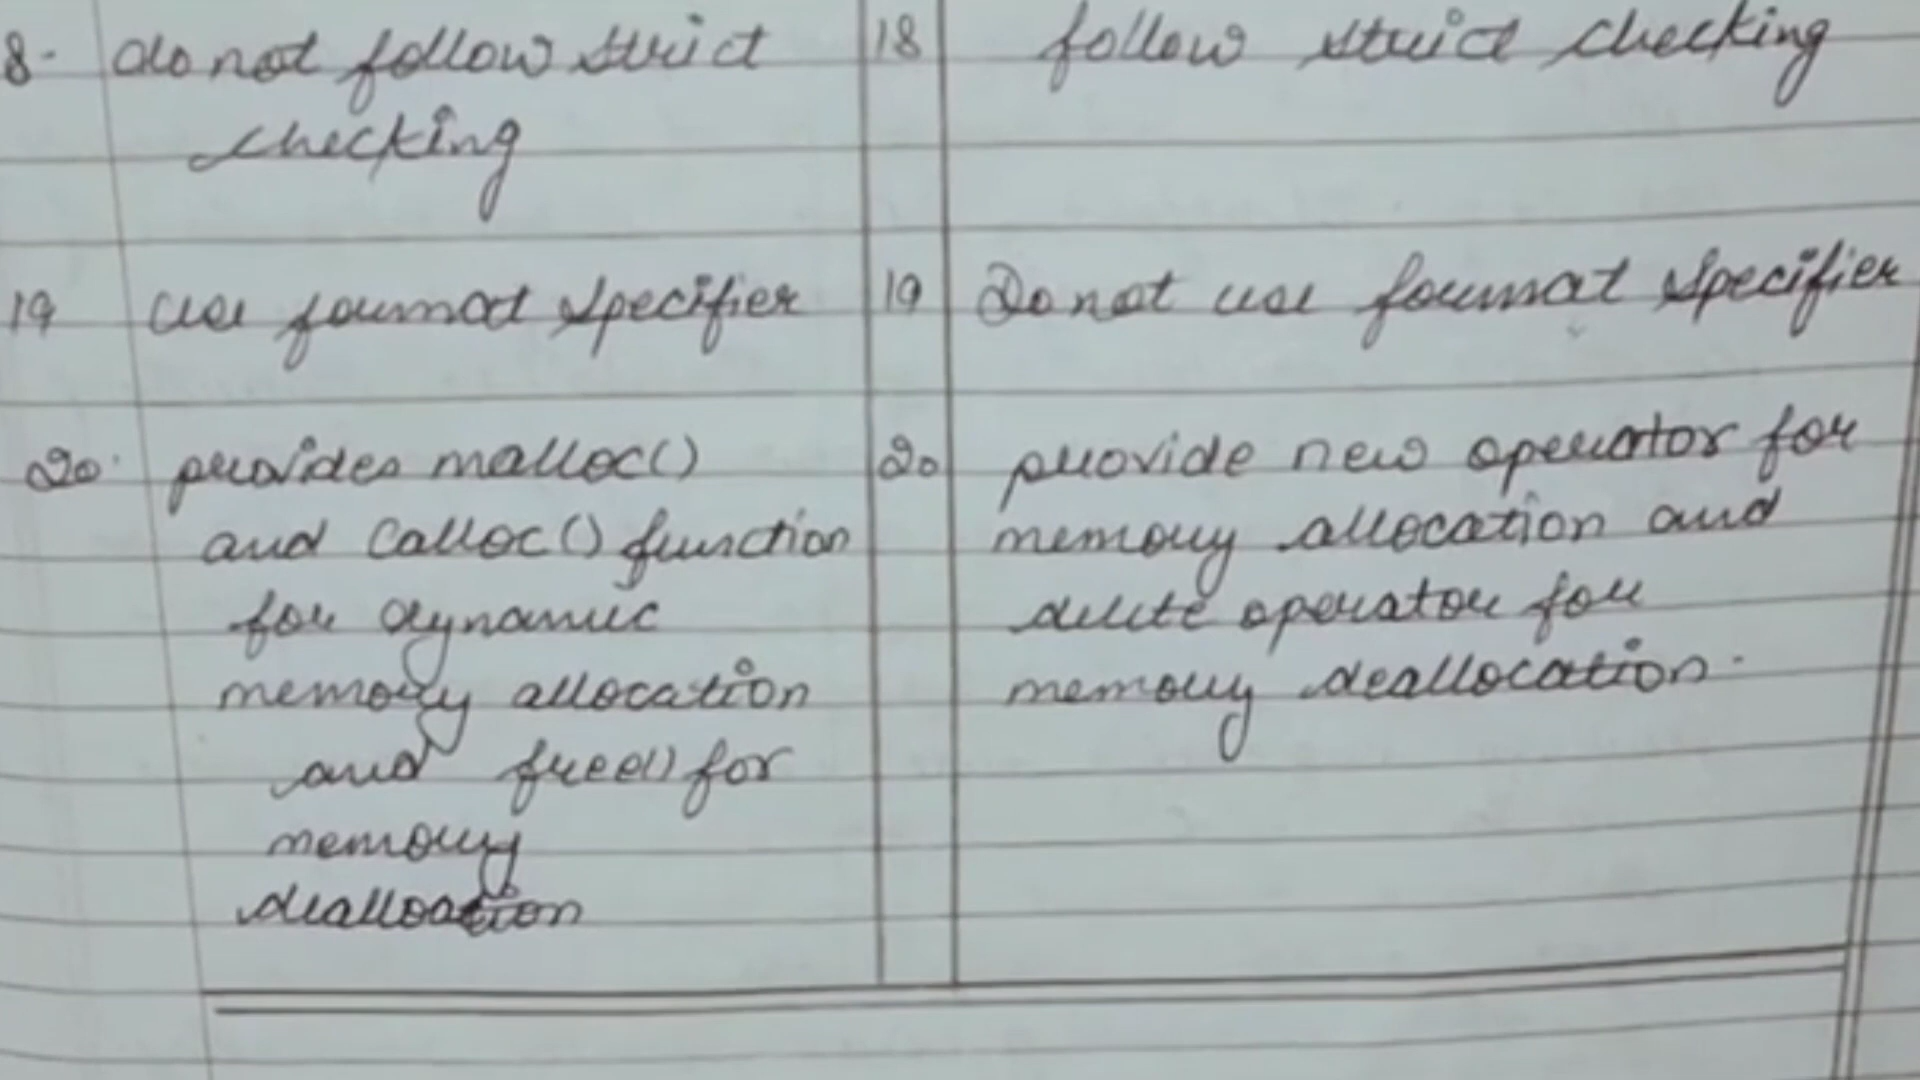 8. do not follow strict
checking
18 follow strict checking
19 use format specifier
19 Do not use format specifier
20. provides malloc()
and calloc() function
for dynamic
memory allocation
and free() for
memory
deallocation
20 provide new operator for
memory allocation and
delete operator for
memory deallocation.